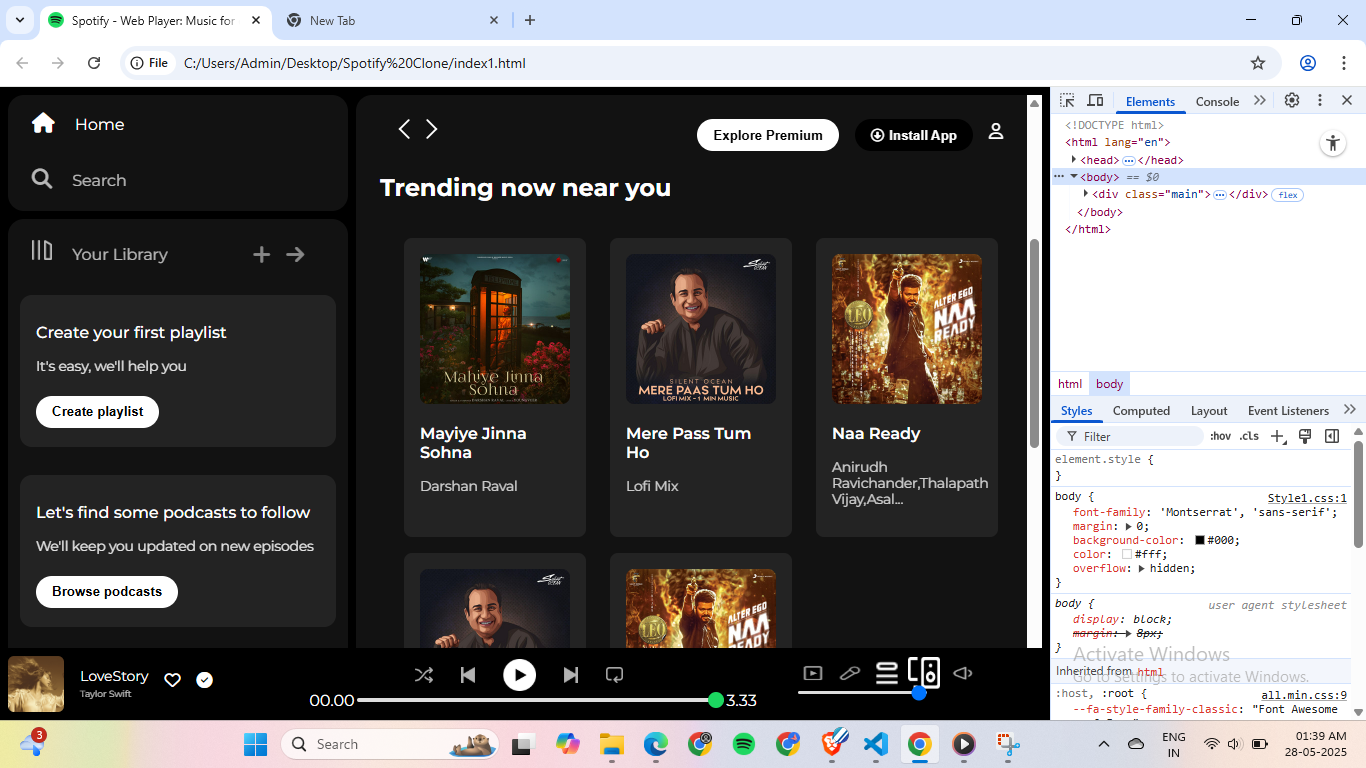 Spotify - Web Player: Music for
New Tab
File
C:/Users/Admin/Desktop/Spotify%20Clone/index1.html
Home
Search
Your Library
Create your first playlist
It's easy, we'll help you
Create playlist
Let's find some podcasts to follow
We'll keep you updated on new episodes
Browse podcasts
Explore Premium
Install App
Trending now near you
Mahiye Jinna
Sohna
Mayiye Jinna
Sohna
Darshan Raval
Silent
Ocean
SILENT OCEAN
MERE PAAS TUM HO
LOFI MIX - 1 MIN MUSIC
Mere Pass Tum
Ho
Lofi Mix
LEO
ALTER EGO
NAA
READY
Naa Ready
Anirudh
Ravichander,Thalapath
Vijay,Asal...
Silent
Ocean
LEO
ALTER EGO
NAA
READY
LoveStory
Taylor Swift
00.00
3.33
Elements
Console
<!DOCTYPE html>
<html lang="en">
<head> ··· </head>
··· <body> == $0
<div class="main"> ··· </div> flex
</body>
</html>
html body
Styles Computed Layout Event Listeners
Filter
:hov .cls
element.style {
}
body {
Style1.css:1
font-family: 'Montserrat', 'sans-serif';
margin: 0;
background-color: #000;
color: #fff;
overflow: hidden;
}
body {
user agent stylesheet
display: block;
margin: 8px;
}
Activate Windows
Go to Settings to activate Windows.
Inherited from html
:host, :root {
all.min.css:9
--fa-style-family-classic: "Font Awesome
3
Search
ENG
IN
01:39 AM
28-05-2025